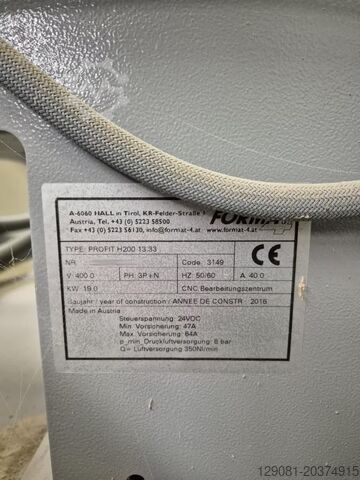 A-6060 HALL in Tirol, KR-Felder-Straße 1
Austria, Tel. +43 (0) 5223 58500
Fax +43 (0) 5223 56130, info@format-4.at
FORMAT 4
www.format-4.at
TYPE: PROFIT H200 13.33
NR. Code: 3149
V: 400.0 PH: 3P+N HZ: 50/60 A: 40.0
KW: 19.0 CNC Bearbeitungszentrum
Baujahr / year of construction / ANNEE DE CONSTR. 2016
Made in Austria
Steuerspannung: 24VDC
Min. Vorsicherung: 47A
Max. Vorsicherung: 64A
p_min_Druckluftversorgung: 8 bar
Q= Luftversorgung 350Nl/min
CE
129081-20374915